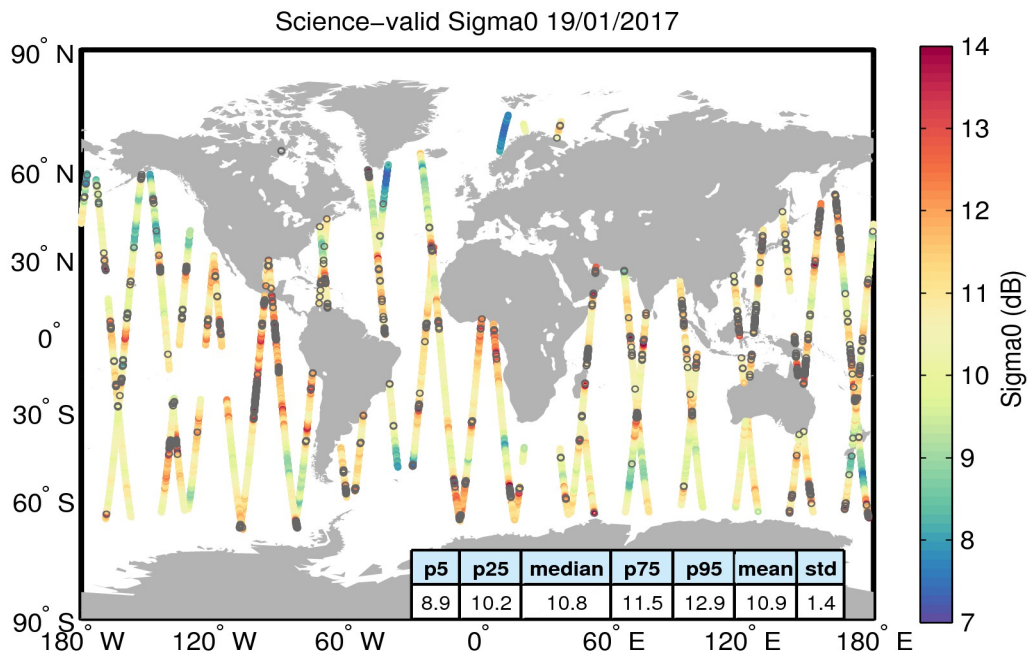 Science−valid Sigma0 19/01/2017
90° N
60° N
30° N
0°
30° S
60° S
90° S
180° W
120° W
60° W
0°
60° E
120° E
180° E
p5 p25 median p75 p95 mean std
8.9 10.2 10.8 11.5 12.9 10.9 1.4
14
13
12
11
10
9
8
7
Sigma0 (dB)